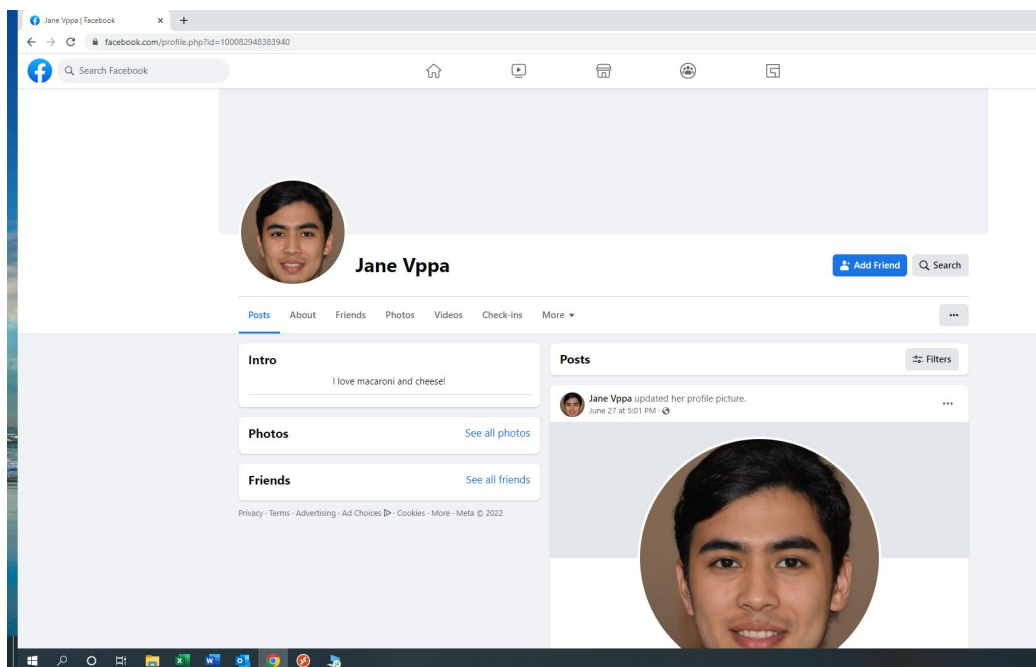 Jane Vppa | Facebook
facebook.com/profile.php?id=100082948383940
Search Facebook
Jane Vppa
Add Friend
Search
Posts About Friends Photos Videos Check-ins More
Intro
I love macaroni and cheese!
Photos
See all photos
Friends
See all friends
Privacy · Terms · Advertising · Ad Choices · Cookies · More · Meta © 2022
Posts
Filters
Jane Vppa updated her profile picture.
June 27 at 5:01 PM ·